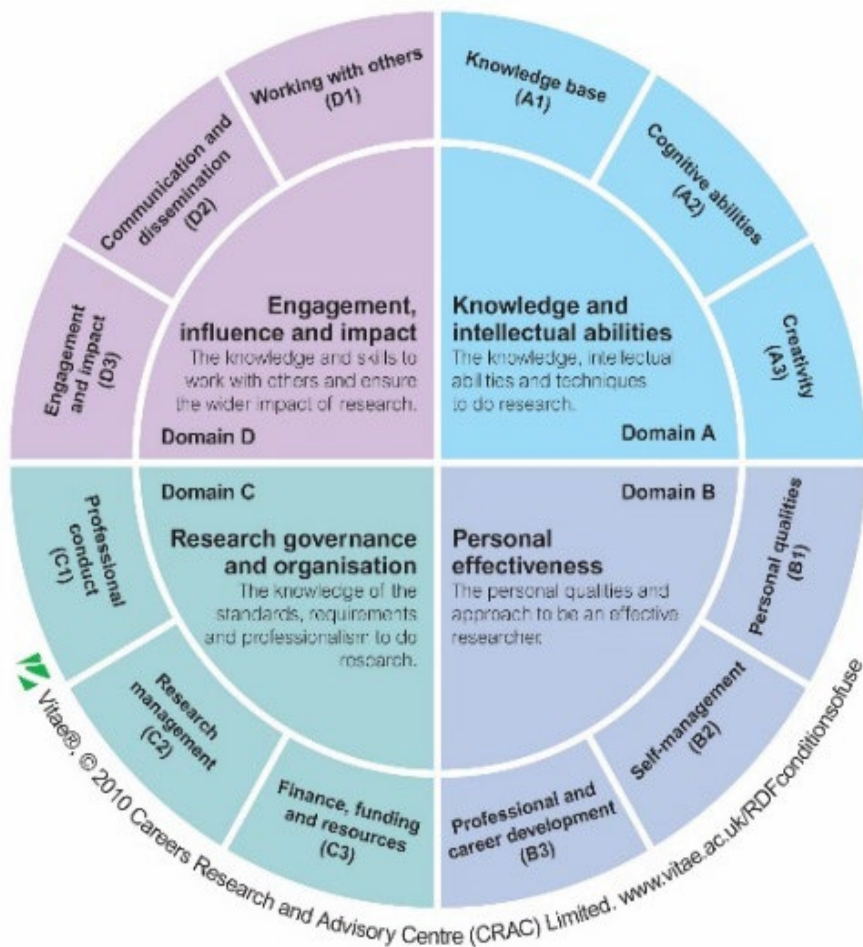 Working with others
(D1)
Knowledge base
(A1)
Communication and
dissemination
(D2)
Cognitive abilities
(A2)
Engagement
and impact
(D3)
Creativity
(A3)
Engagement,
influence and impact
The knowledge and skills to
work with others and ensure
the wider impact of research.
Domain D
Knowledge and
intellectual abilities
The knowledge, intellectual
abilities and techniques
to do research.
Domain A
Domain C
Research governance
and organisation
The knowledge of the
standards, requirements
and professionalism to do
research.
Domain B
Personal
effectiveness
The personal qualities and
approach to be an effective
researcher.
Professional
conduct
(C1)
Personal qualities
(B1)
Research
management
(C2)
Self-management
(B2)
Finance, funding
and resources
(C3)
Professional and
career development
(B3)
Vitae®, © 2010 Careers Research and Advisory Centre (CRAC) Limited. www.vitae.ac.uk/RDFconditionsofuse